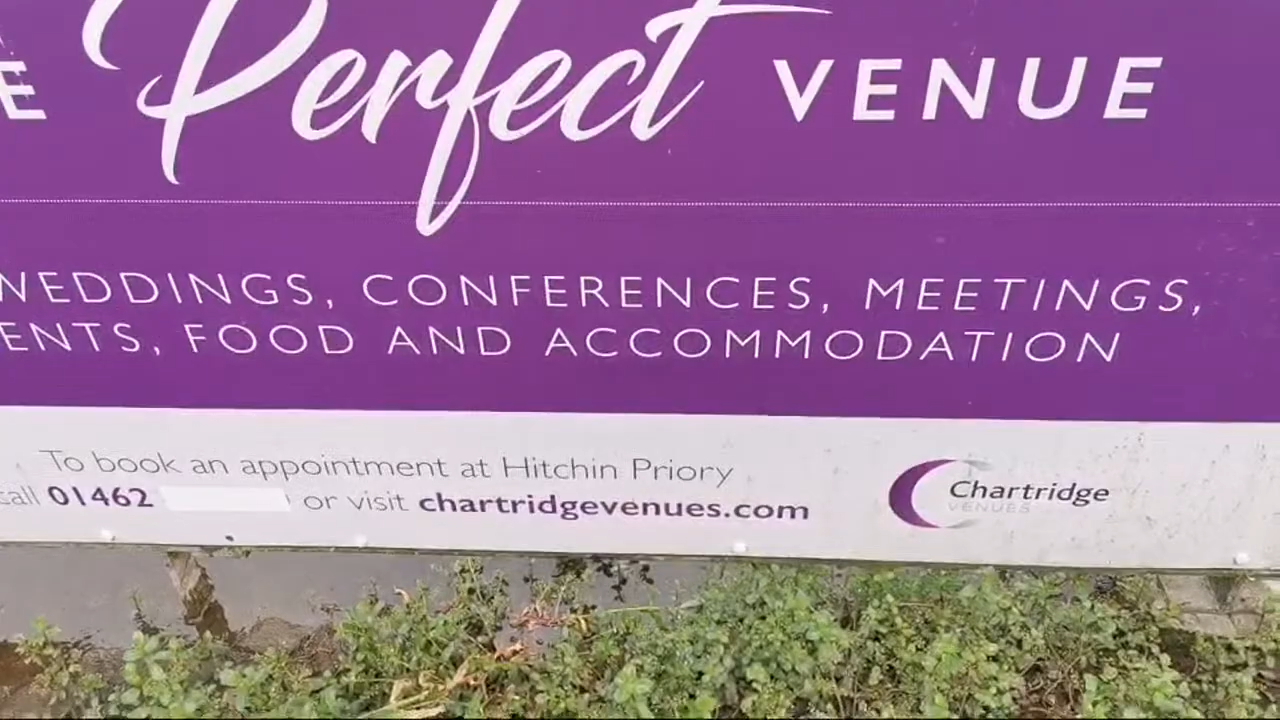 E Perfect VENUE
WEDDINGS, CONFERENCES, MEETINGS,
ENTS, FOOD AND ACCOMMODATION
To book an appointment at Hitchin Priory
call 01462 or visit chartridgevenues.com
Chartridge
VENUES